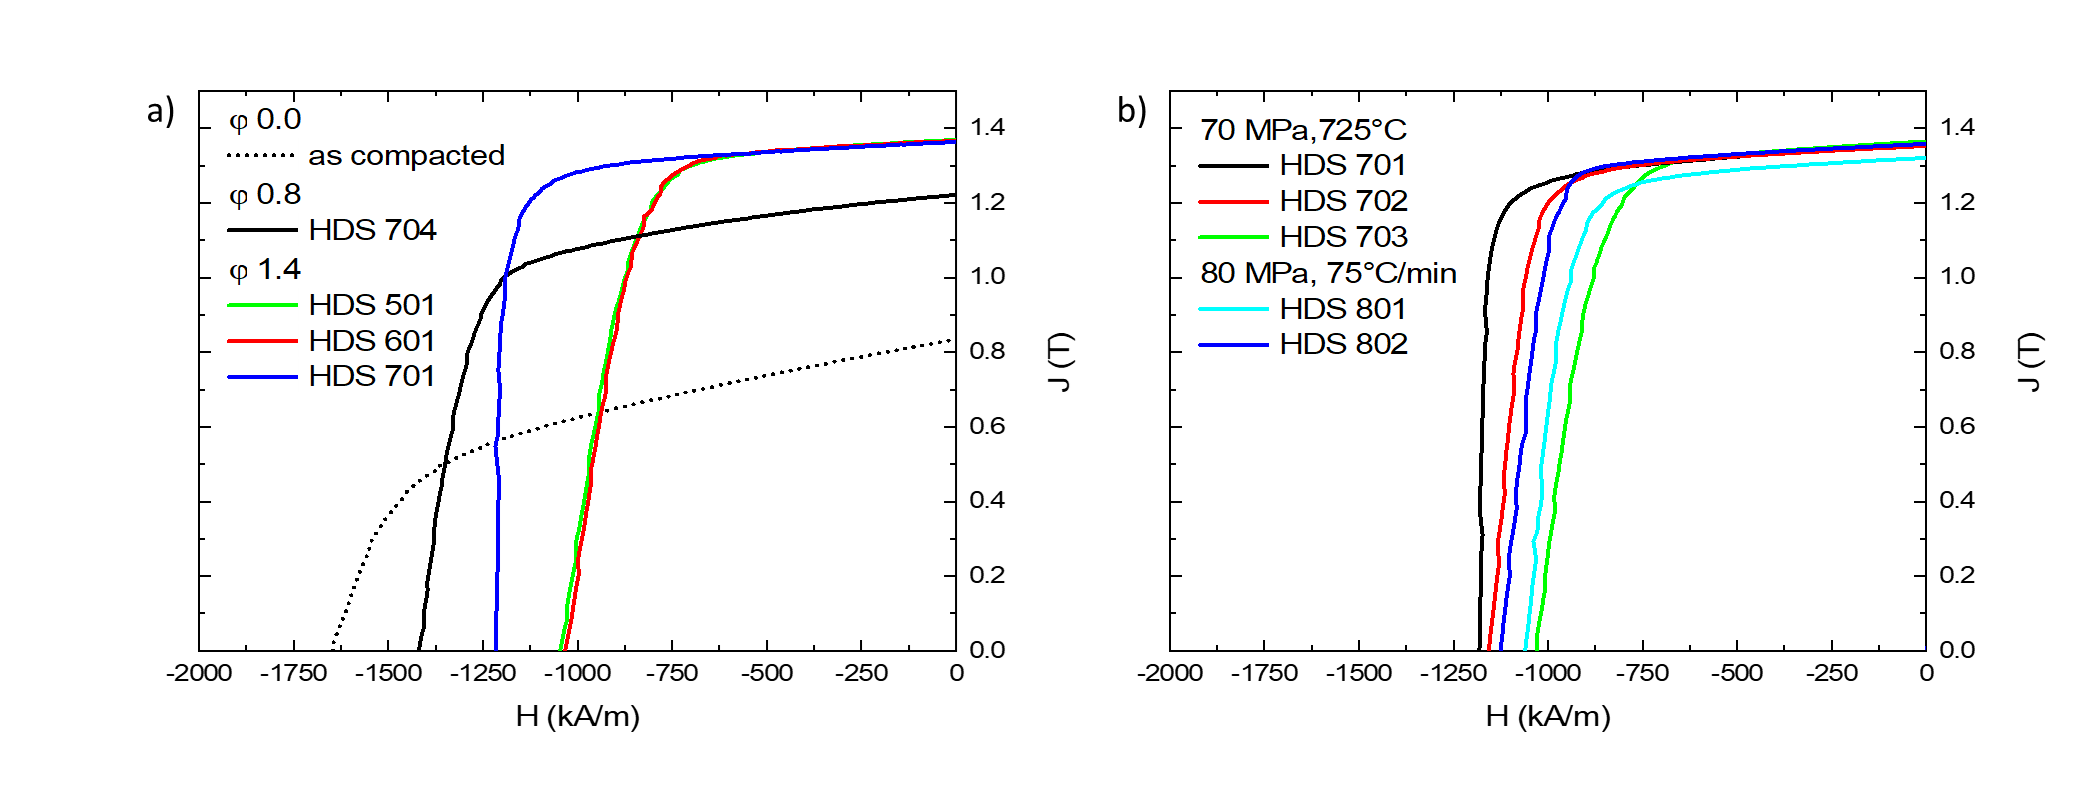 a)
φ 0.0
as compacted
φ 0.8
HDS 704
φ 1.4
HDS 501
HDS 601
HDS 701
1.4
1.2
1.0
0.8
0.6
0.4
0.2
0.0
J (T)
-2000 -1750 -1500 -1250 -1000 -750 -500 -250 0
H (kA/m)
b)
70 MPa,725°C
HDS 701
HDS 702
HDS 703
80 MPa, 75°C/min
HDS 801
HDS 802
1.4
1.2
1.0
0.8
0.6
0.4
0.2
0.0
J (T)
-2000 -1750 -1500 -1250 -1000 -750 -500 -250 0
H (kA/m)